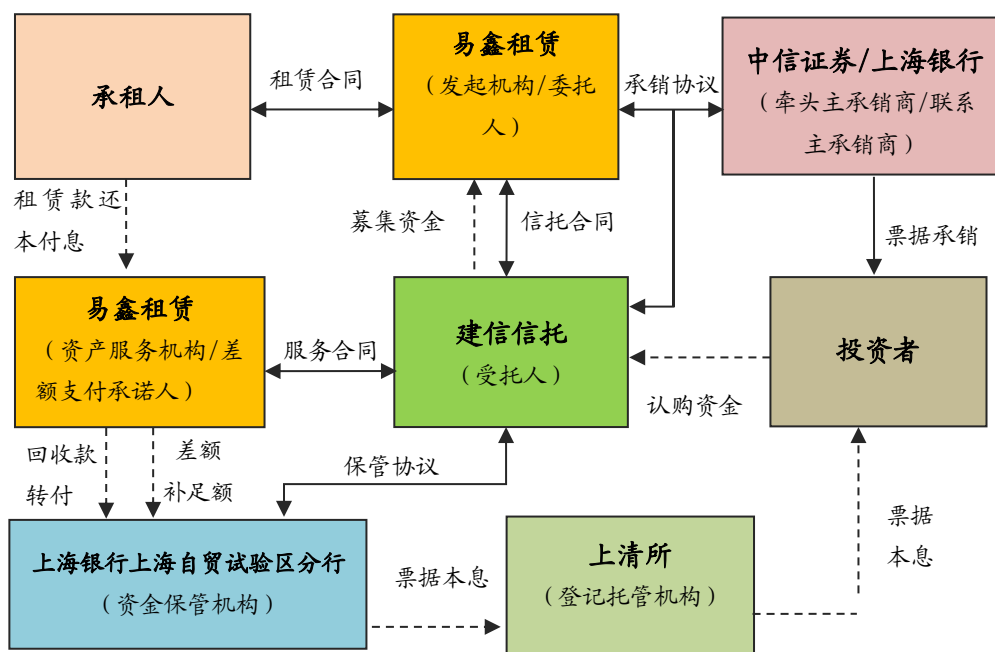 承租人
租赁合同
易鑫租赁
（发起机构/委托
人）
承销协议
中信证券/上海银行
（牵头主承销商/联系
主承销商）
租赁款还
本付息
募集资金
信托合同
票据承销
易鑫租赁
（资产服务机构/差
额支付承诺人）
服务合同
建信信托
（受托人）
认购资金
投资者
回收款
转付
差额
补足额
保管协议
上海银行上海自贸试验区分行
（资金保管机构）
票据本息
上清所
（登记托管机构）
票据
本息